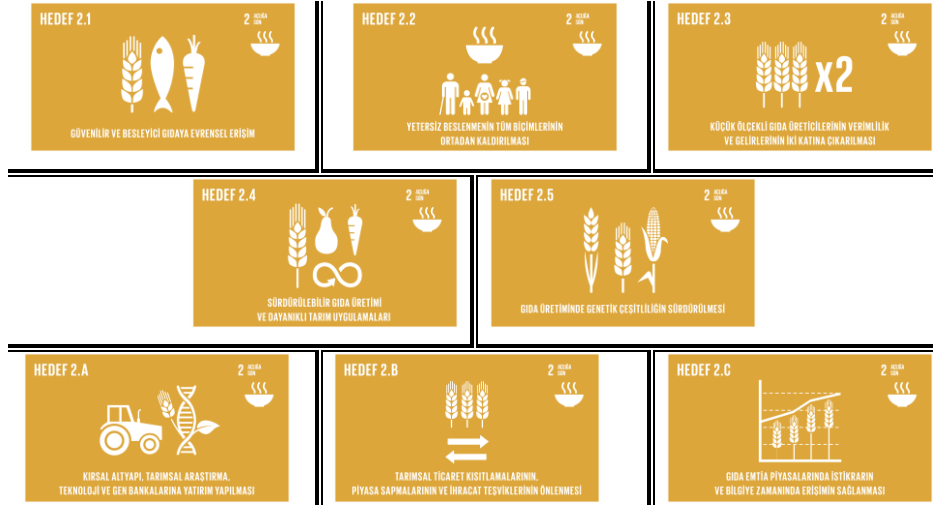 HEDEF 2.1
2 AÇLIĞA
SON
GÜVENİLİR VE BESLEYİCİ GIDAYA EVRENSEL ERİŞİM
HEDEF 2.2
2 AÇLIĞA
SON
YETERSİZ BESLENMENİN TÜM BİÇİMLERİNİN
ORTADAN KALDIRILMASI
HEDEF 2.3
2 AÇLIĞA
SON
x2
KÜÇÜK ÖLÇEKLİ GIDA ÜRETİCİLERİNİN VERİMLİLİK
VE GELİRLERİNİN İKİ KATINA ÇIKARILMASI
HEDEF 2.4
2 AÇLIĞA
SON
SÜRDÜRÜLEBİLİR GIDA ÜRETİMİ
VE DAYANIKLI TARIM UYGULAMALARI
HEDEF 2.5
2 AÇLIĞA
SON
GIDA ÜRETİMİNDE GENETİK ÇEŞİTLİLİĞİN SÜRDÜRÜLMESİ
HEDEF 2.A
2 AÇLIĞA
SON
KIRSAL ALTYAPI, TARIMSAL ARAŞTIRMA,
TEKNOLOJİ VE GEN BANKALARINA YATIRIM YAPILMASI
HEDEF 2.B
2 AÇLIĞA
SON
TARIMSAL TİCARET KISITLAMALARININ,
PİYASA SAPMALARININ VE İHRACAT TEŞVİKLERİNİN ÖNLENMESİ
HEDEF 2.C
2 AÇLIĞA
SON
GIDA EMTİA PİYASALARINDA İSTİKRARIN
VE BİLGİYE ZAMANINDA ERİŞİMİN SAĞLANMASI